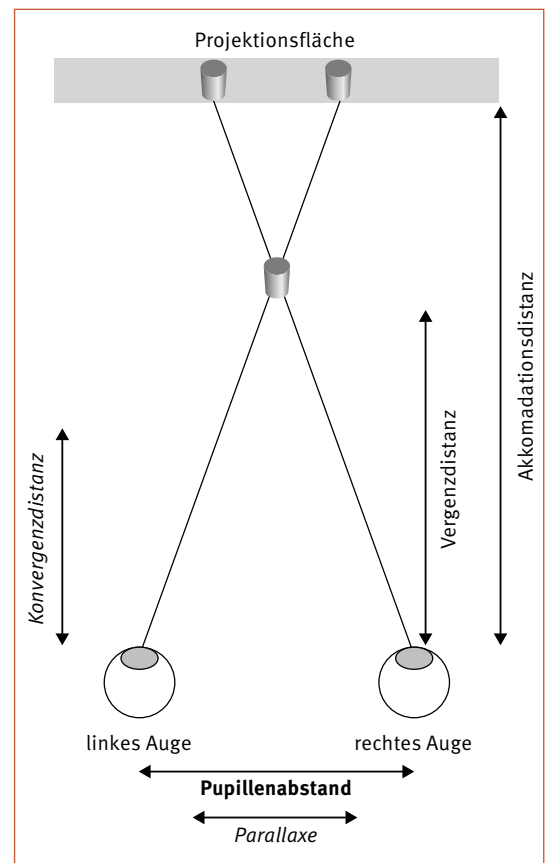 Projektionsfläche
Akkomadationsdistanz
Vergenzdistanz
Konvergenzdistanz
linkes Auge
rechtes Auge
Pupillenabstand
Parallaxe